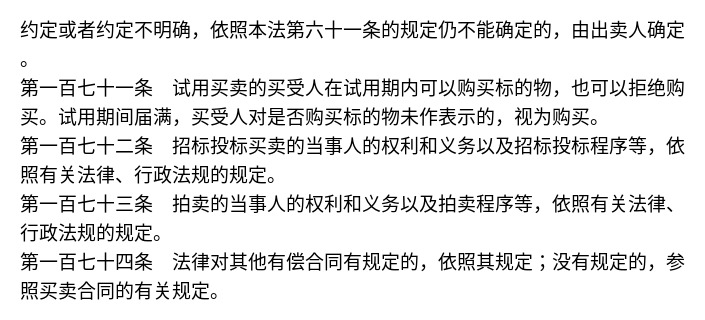 约定或者约定不明确，依照本法第六十一条的规定仍不能确定的，由出卖人确定
。
第一百七十一条　试用买卖的买受人在试用期内可以购买标的物，也可以拒绝购
买。试用期间届满，买受人对是否购买标的物未作表示的，视为购买。
第一百七十二条　招标投标买卖的当事人的权利和义务以及招标投标程序等，依
照有关法律、行政法规的规定。
第一百七十三条　拍卖的当事人的权利和义务以及拍卖程序等，依照有关法律、
行政法规的规定。
第一百七十四条　法律对其他有偿合同有规定的，依照其规定；没有规定的，参
照买卖合同的有关规定。